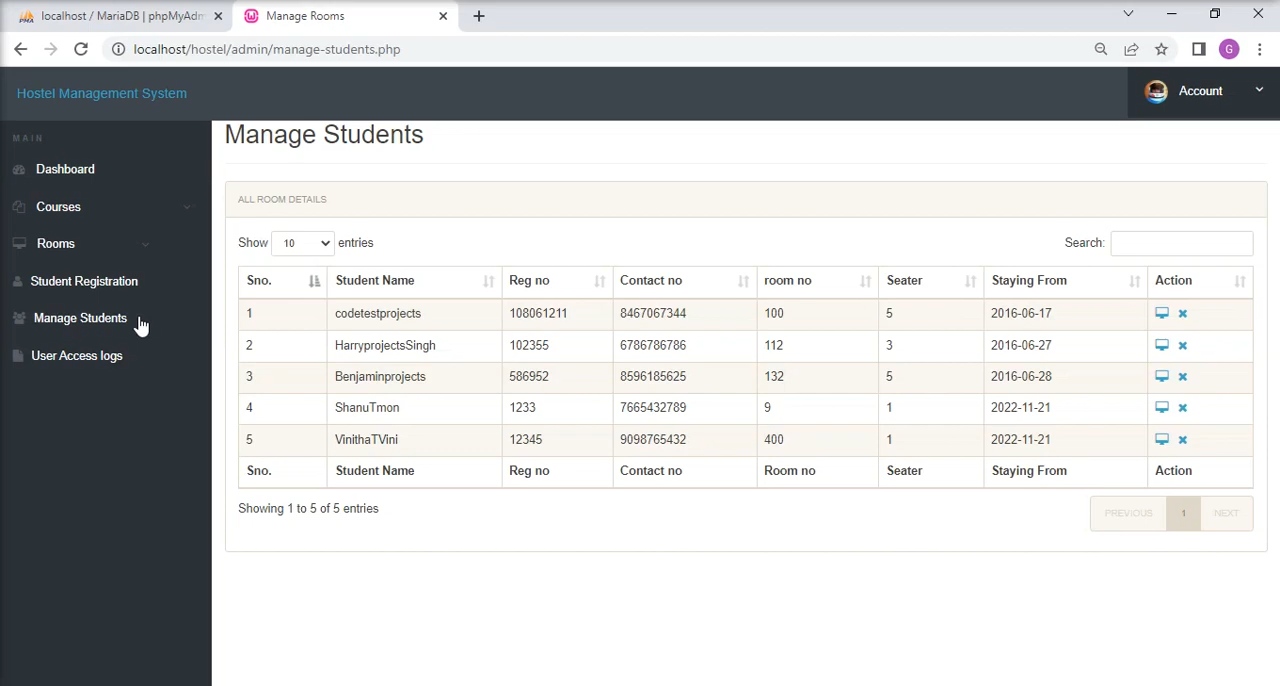 localhost / MariaDB | phpMyAdm
Manage Rooms
localhost/hostel/admin/manage-students.php
G
Hostel Management System
Account
MAIN
Dashboard
Courses
Rooms
Student Registration
Manage Students
User Access logs
Manage Students
ALL ROOM DETAILS
Show 10 entries
Search:
Sno. Student Name Reg no Contact no room no Seater Staying From Action
1 codetestprojects 108061211 8467067344 100 5 2016-06-17
2 HarryprojectsSingh 102355 6786786786 112 3 2016-06-27
3 Benjaminprojects 586952 8596185625 132 5 2016-06-28
4 ShanuTmon 1233 7665432789 9 1 2022-11-21
5 VinithaTVini 12345 9098765432 400 1 2022-11-21
Sno. Student Name Reg no Contact no Room no Seater Staying From Action
Showing 1 to 5 of 5 entries
PREVIOUS 1 NEXT